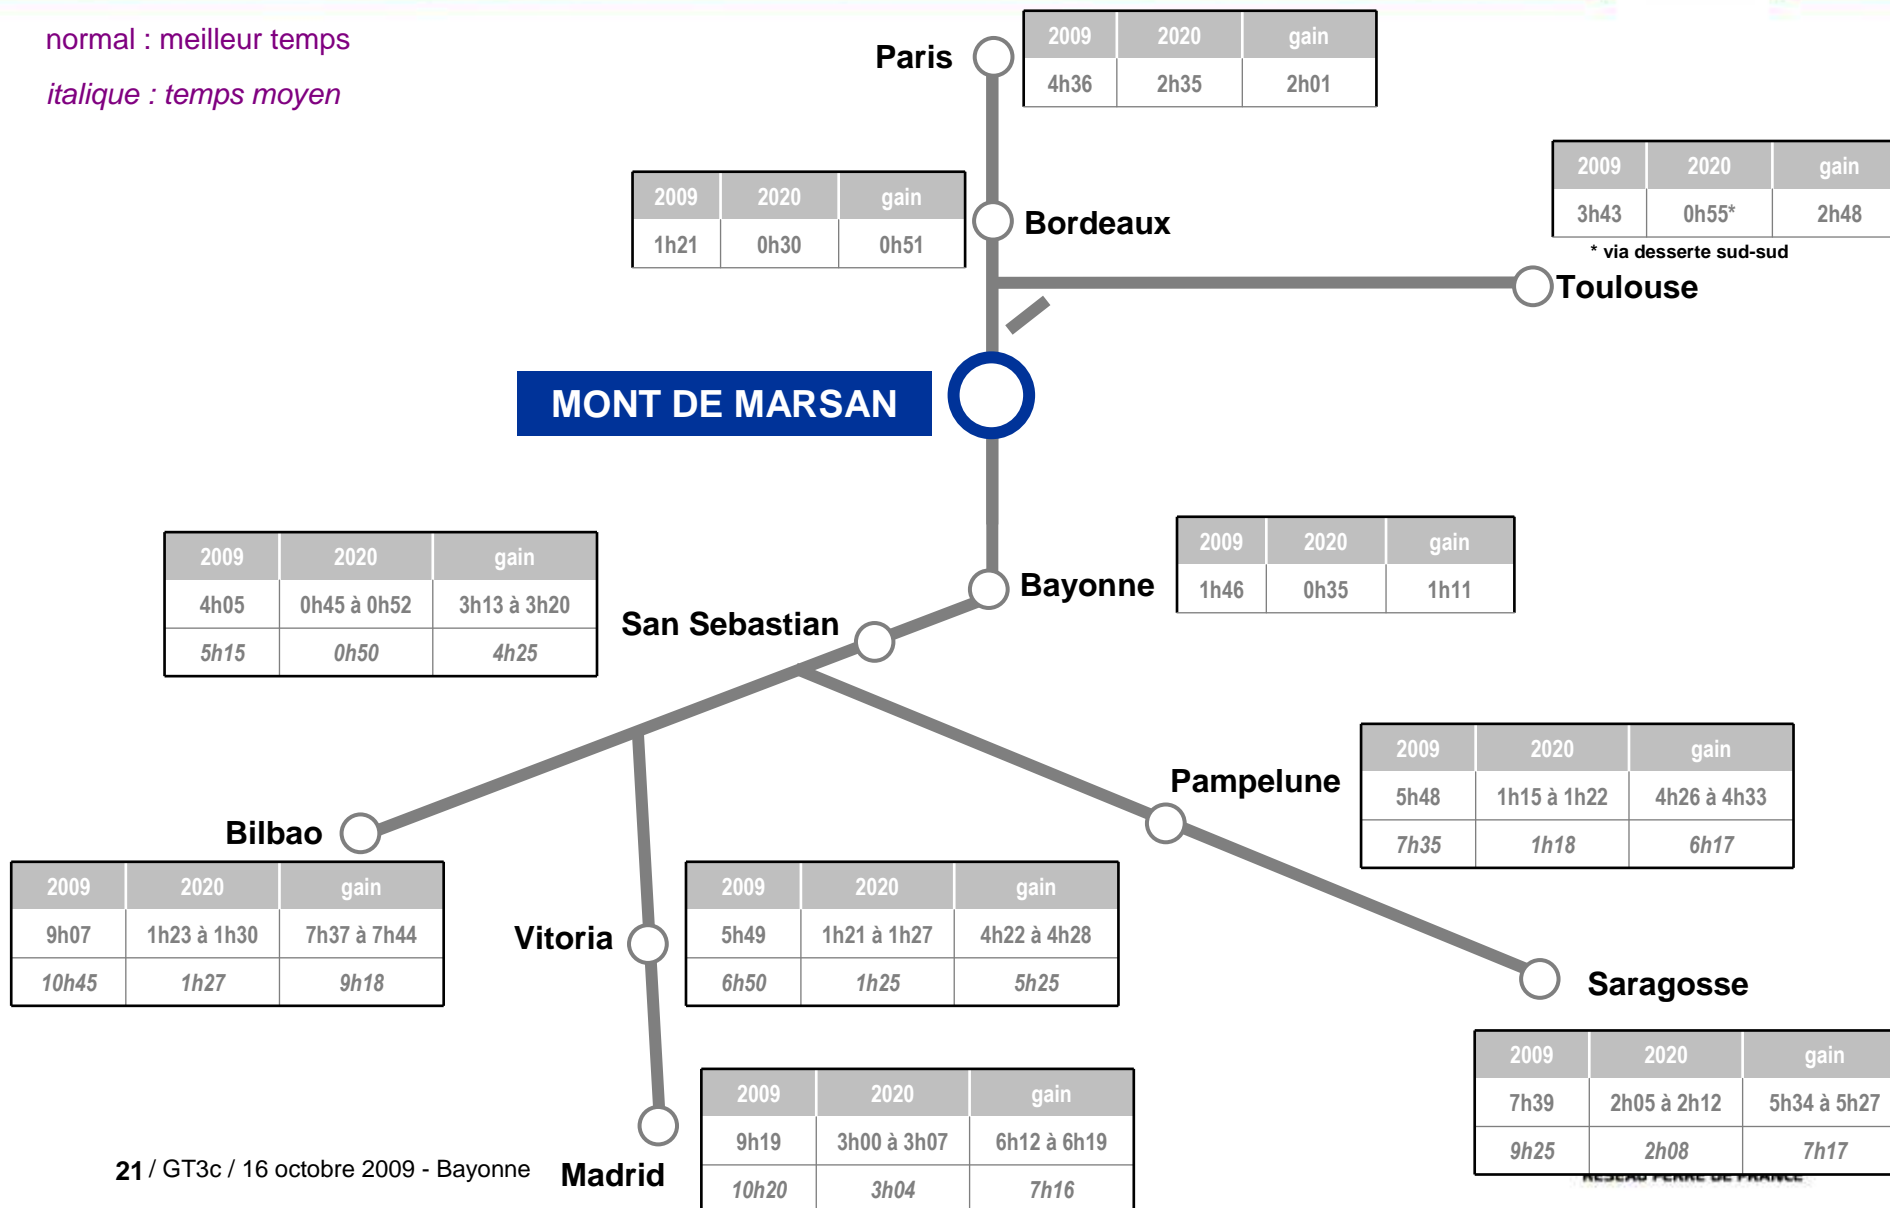 normal : meilleur temps
italique : temps moyen
Paris
2009 2020 gain
4h36 2h35 2h01
2009 2020 gain
1h21 0h30 0h51
Bordeaux
2009 2020 gain
3h43 0h55* 2h48
* via desserte sud-sud
Toulouse
MONT DE MARSAN
2009 2020 gain
4h05 0h45 à 0h52 3h13 à 3h20
5h15 0h50 4h25
San Sebastian
Bayonne
2009 2020 gain
1h46 0h35 1h11
Pampelune
2009 2020 gain
5h48 1h15 à 1h22 4h26 à 4h33
7h35 1h18 6h17
Bilbao
2009 2020 gain
9h07 1h23 à 1h30 7h37 à 7h44
10h45 1h27 9h18
Vitoria
2009 2020 gain
5h49 1h21 à 1h27 4h22 à 4h28
6h50 1h25 5h25
Saragosse
2009 2020 gain
7h39 2h05 à 2h12 5h34 à 5h27
9h25 2h08 7h17
Madrid
2009 2020 gain
9h19 3h00 à 3h07 6h12 à 6h19
10h20 3h04 7h16
21 / GT3c / 16 octobre 2009 - Bayonne
RESEAU FERRE DE FRANCE